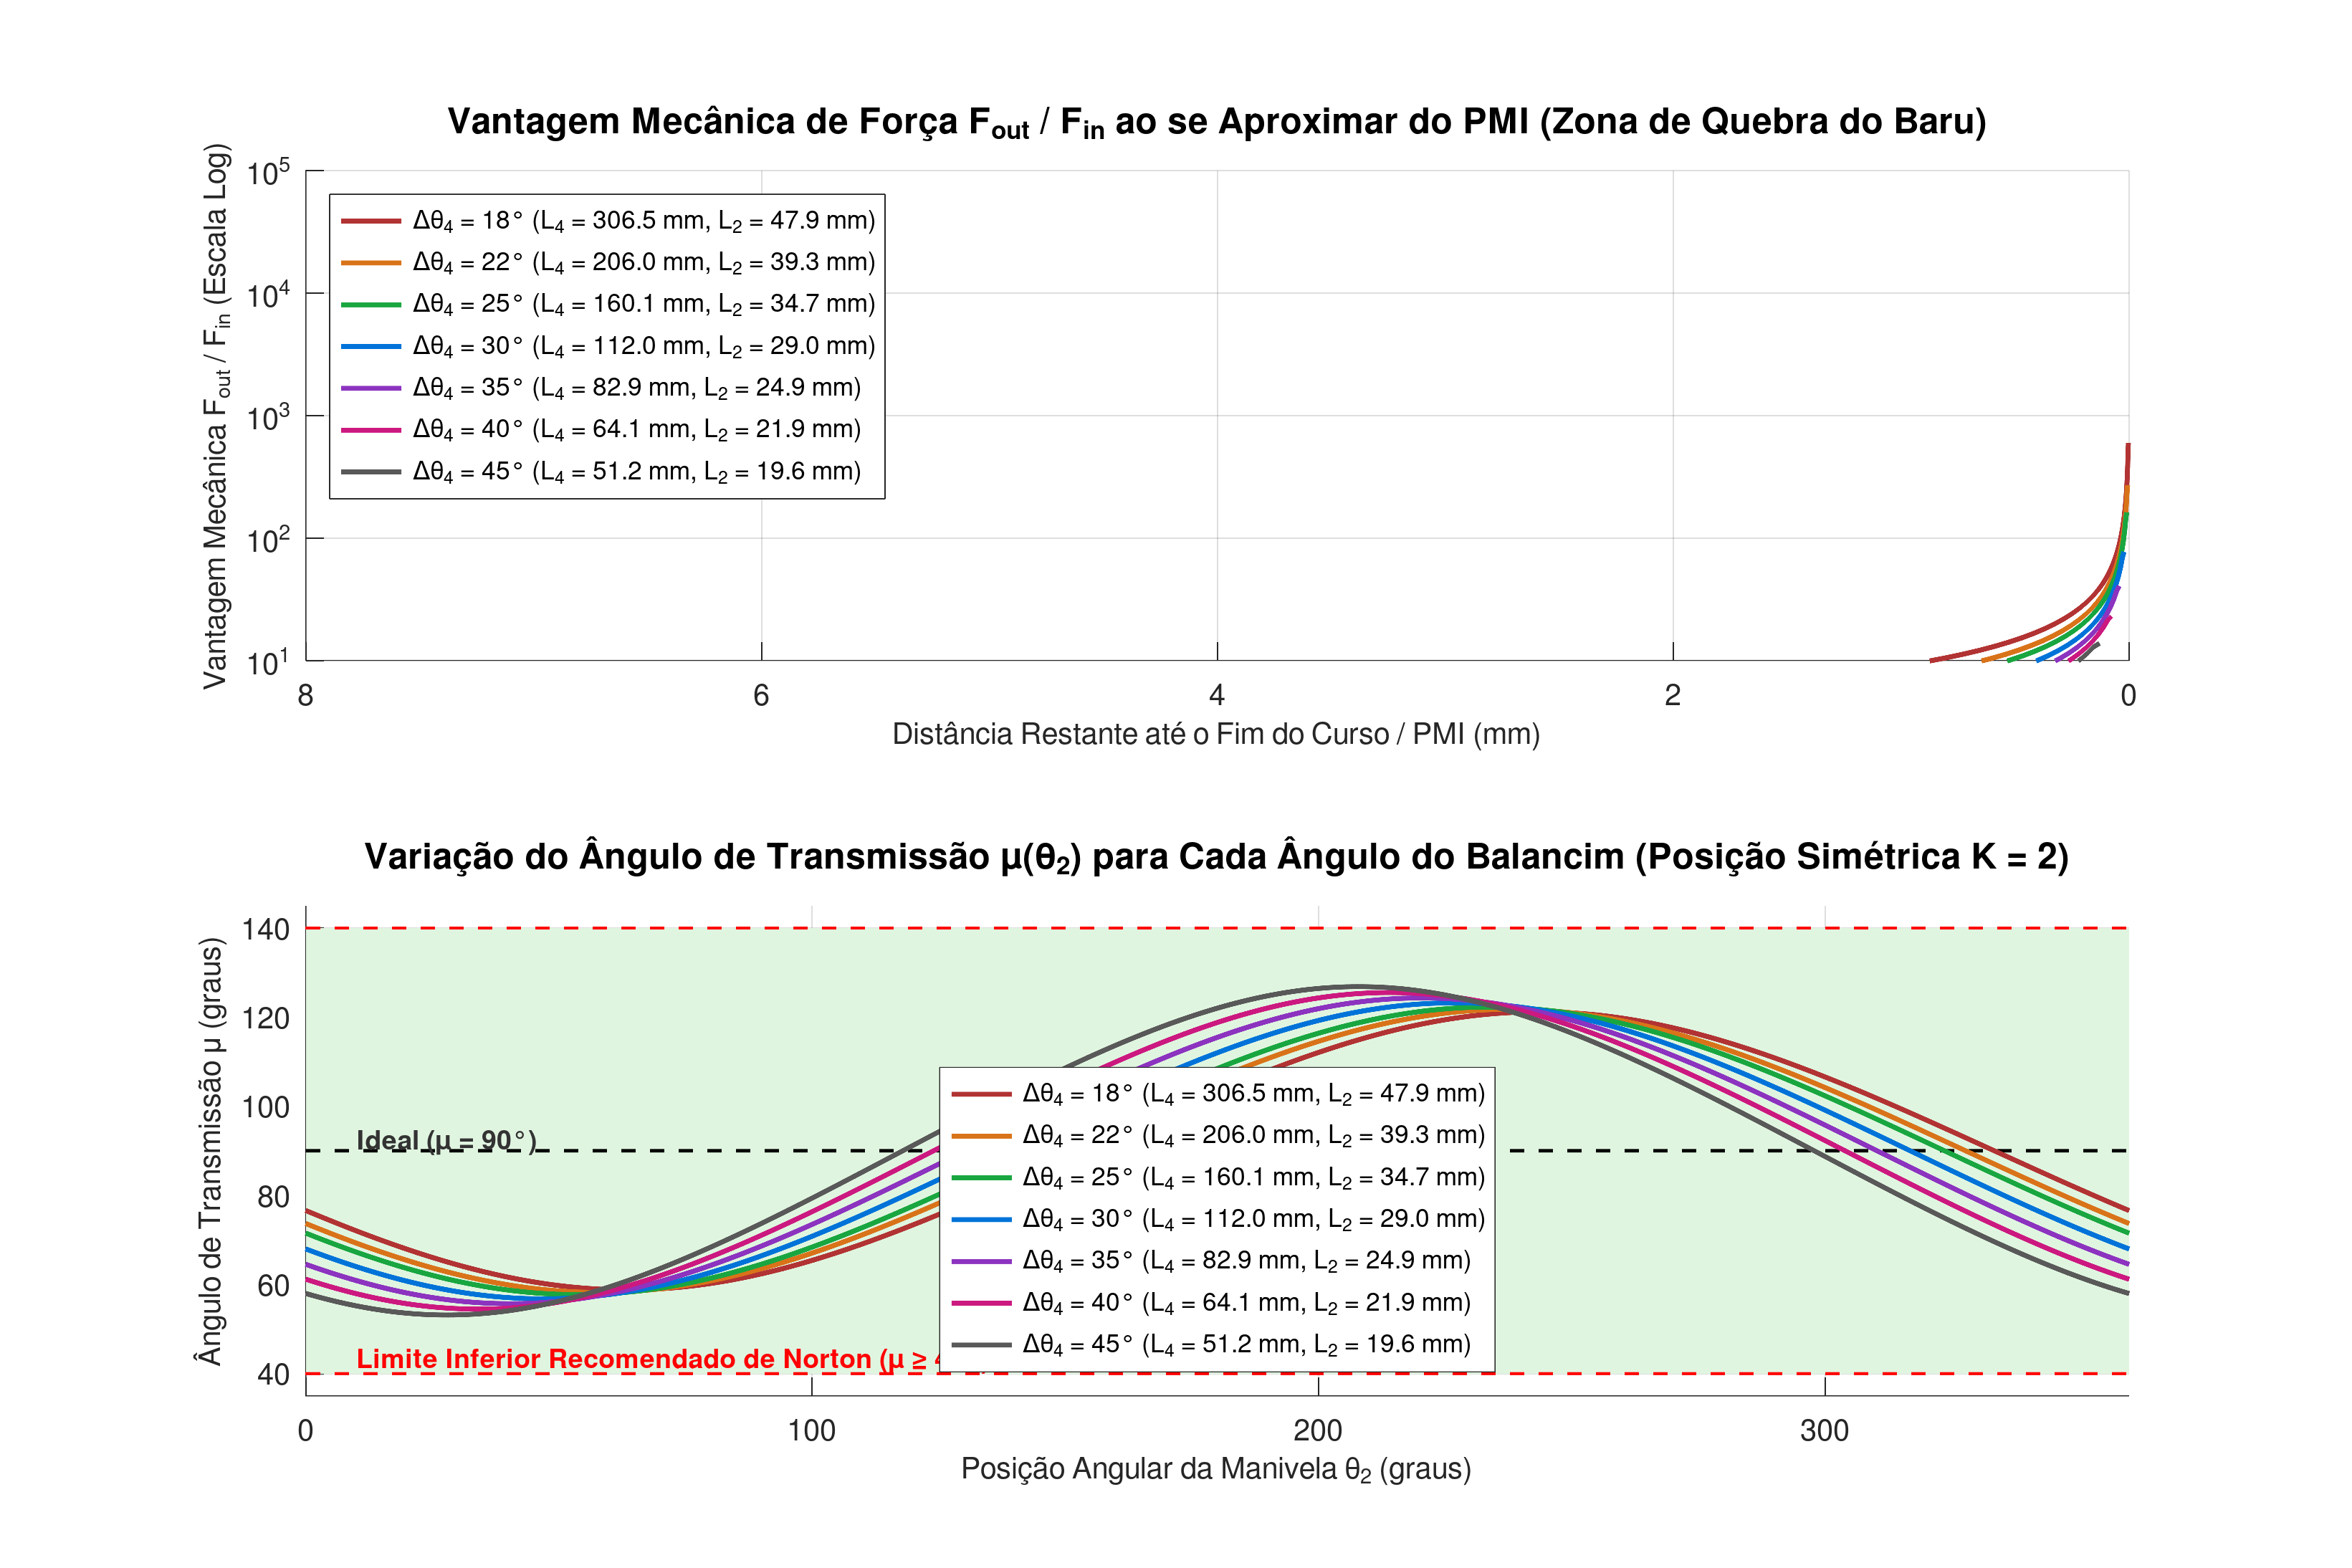 Vantagem Mecânica de Força Fout / Fin ao se Aproximar do PMI (Zona de Quebra do Baru)
Vantagem Mecânica Fout / Fin (Escala Log)
10^5
10^4
10^3
10^2
10^1
Δθ4 = 18° (L4 = 306.5 mm, L2 = 47.9 mm)
Δθ4 = 22° (L4 = 206.0 mm, L2 = 39.3 mm)
Δθ4 = 25° (L4 = 160.1 mm, L2 = 34.7 mm)
Δθ4 = 30° (L4 = 112.0 mm, L2 = 29.0 mm)
Δθ4 = 35° (L4 = 82.9 mm, L2 = 24.9 mm)
Δθ4 = 40° (L4 = 64.1 mm, L2 = 21.9 mm)
Δθ4 = 45° (L4 = 51.2 mm, L2 = 19.6 mm)
8 6 4 2 0
Distância Restante até o Fim do Curso / PMI (mm)
Variação do Ângulo de Transmissão μ(θ2) para Cada Ângulo do Balancim (Posição Simétrica K = 2)
Ângulo de Transmissão μ (graus)
140
120
100
80
60
40
Ideal (μ = 90°)
Δθ4 = 18° (L4 = 306.5 mm, L2 = 47.9 mm)
Δθ4 = 22° (L4 = 206.0 mm, L2 = 39.3 mm)
Δθ4 = 25° (L4 = 160.1 mm, L2 = 34.7 mm)
Δθ4 = 30° (L4 = 112.0 mm, L2 = 29.0 mm)
Δθ4 = 35° (L4 = 82.9 mm, L2 = 24.9 mm)
Δθ4 = 40° (L4 = 64.1 mm, L2 = 21.9 mm)
Δθ4 = 45° (L4 = 51.2 mm, L2 = 19.6 mm)
Limite Inferior Recomendado de Norton (μ ≥
0 100 200 300
Posição Angular da Manivela θ2 (graus)